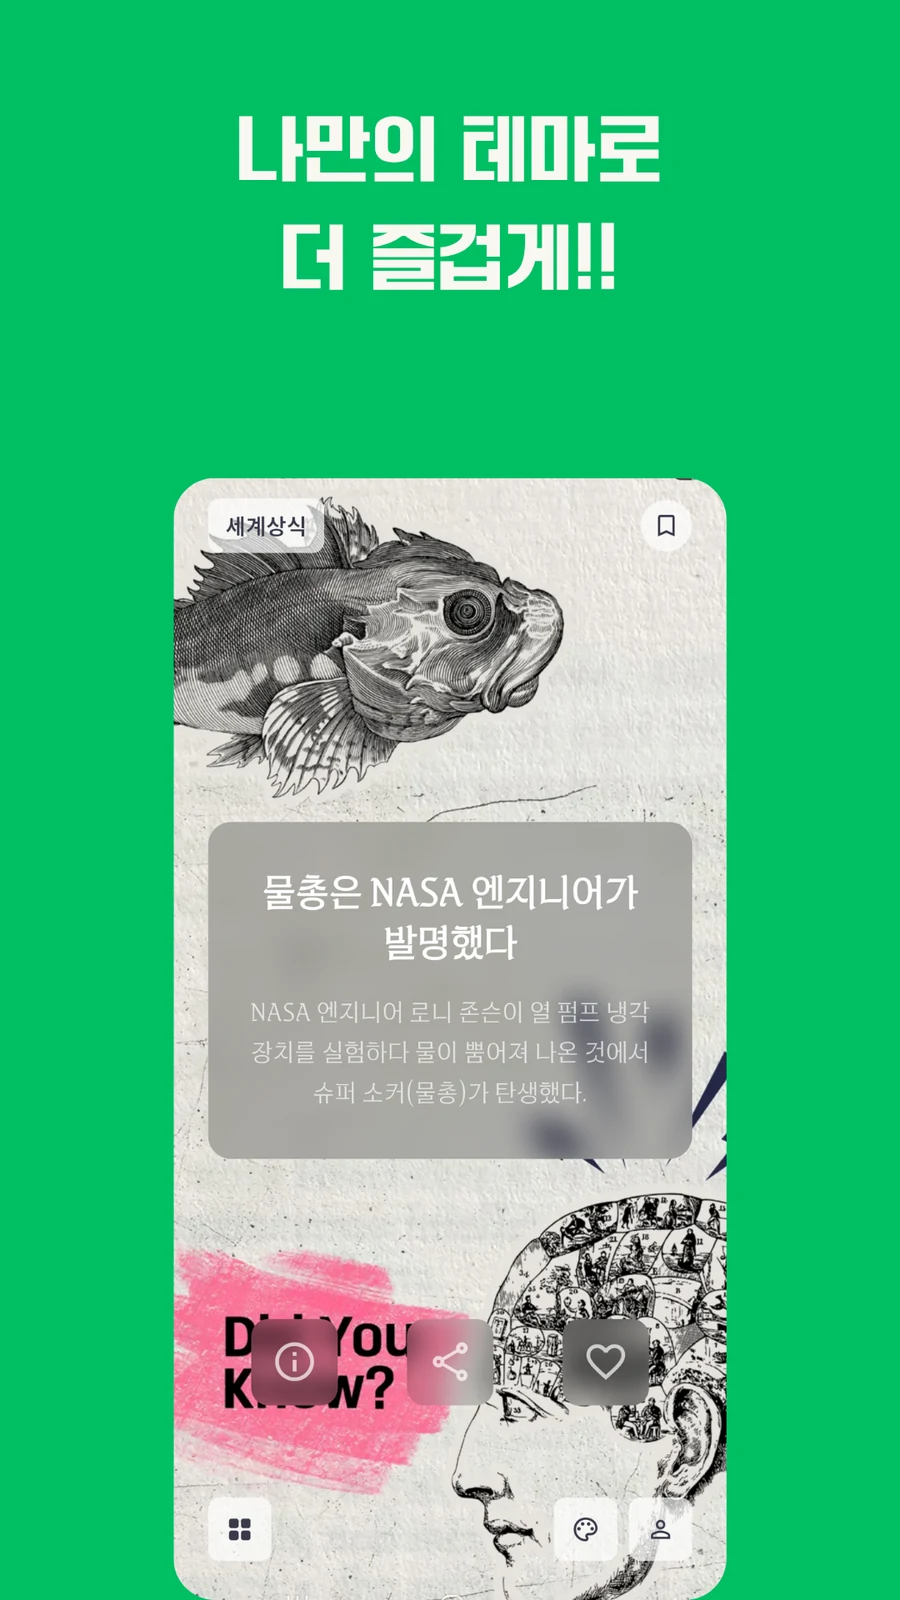 나만의 테마로
더 즐겁게!!
세계상식
물총은 NASA 엔지니어가
발명했다
NASA 엔지니어 로니 존슨이 열 펌프 냉각
장치를 실험하다 물이 뿜어져 나온 것에서
슈퍼 소커(물총)가 탄생했다.
Did You
Know?